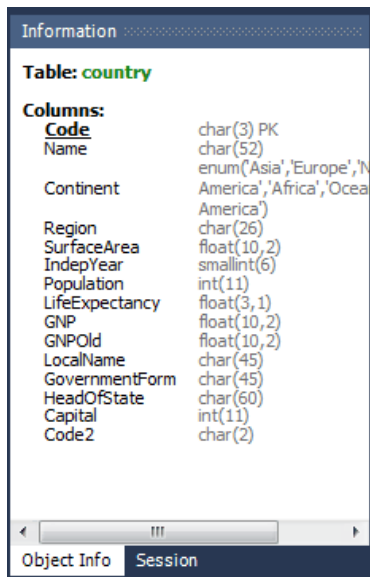 Information
Table: country
Columns:
Code char(3) PK
Name char(52)
enum('Asia','Europe','N
Continent America','Africa','Ocea
America')
Region char(26)
SurfaceArea float(10,2)
IndepYear smallint(6)
Population int(11)
LifeExpectancy float(3,1)
GNP float(10,2)
GNPOld float(10,2)
LocalName char(45)
GovernmentForm char(45)
HeadOfState char(60)
Capital int(11)
Code2 char(2)
Object Info Session